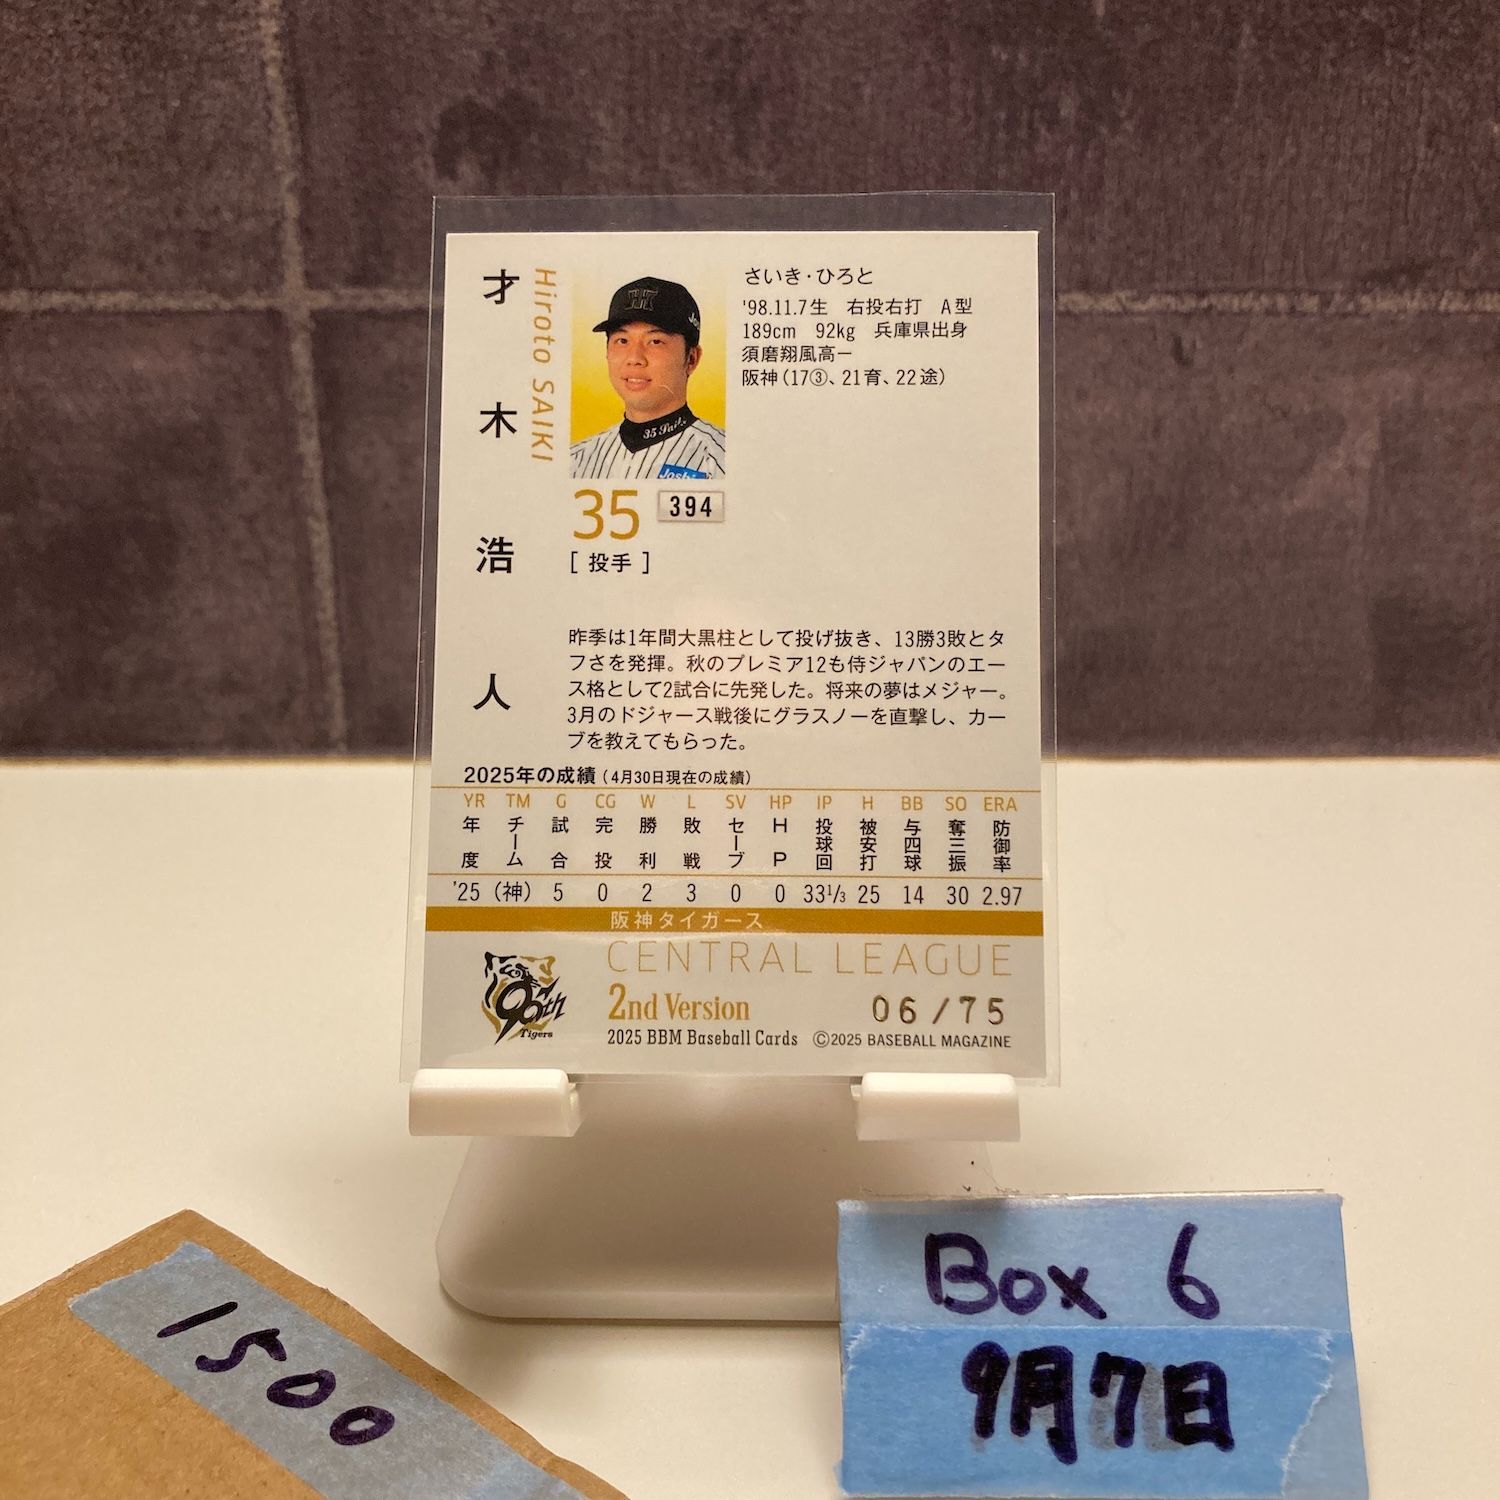 才木浩人
Hiroto SAIKI
さいき・ひろと
'98.11.7生 右投右打 A型
189cm 92kg 兵庫県出身
須磨翔風高ー
阪神(17③、21育、22途)
35 394
[投手]
昨季は1年間大黒柱として投げ抜き、13勝3敗とタ
フさを発揮。秋のプレミア12も侍ジャパンのエー
ス格として2試合に先発した。将来の夢はメジャー。
3月のドジャース戦後にグラスノーを直撃し、カー
ブを教えてもらった。
2025年の成績(4月30日現在の成績)
YR TM G CG W L SV HP IP H BB SO ERA
年度 チーム 試合 完投 勝利 敗戦 セーブ HP 投球回 被安打 与四球 奪三振 防御率
'25 (神) 5 0 2 3 0 0 33 1/3 25 14 30 2.97
阪神タイガース
CENTRAL LEAGUE
90th
Tigers
2nd Version 06/75
2025 BBM Baseball Cards ©2025 BASEBALL MAGAZINE
1500
Box 6
9月7日